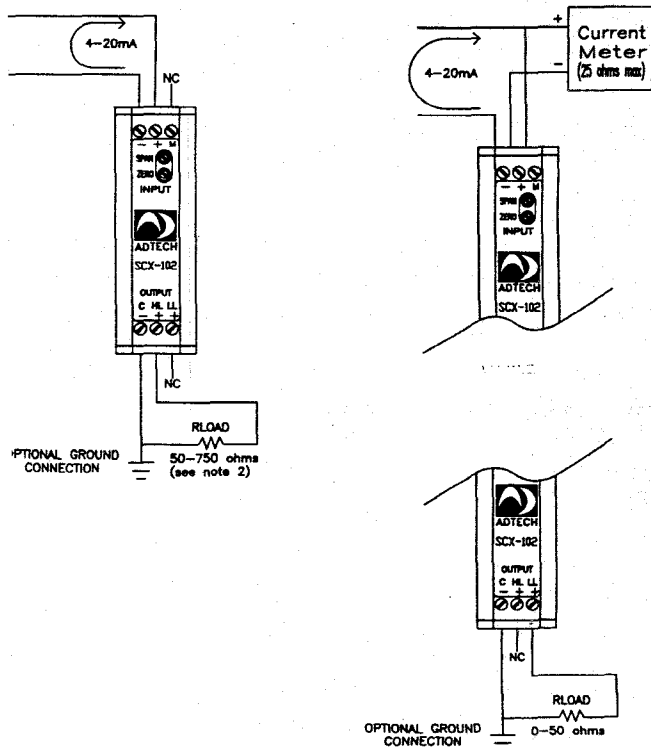 4-20mA
NC
- + M
SPAN
ZERO
INPUT
ADTECH
SCX-102
OUTPUT
C HL LL
- + +
NC
RLOAD
50-750 ohms
(see note 2)
PTIONAL GROUND
CONNECTION
+
Current
Meter
(25 ohms max)
-
4-20mA
- + M
SPAN
ZERO
INPUT
ADTECH
SCX-102
ADTECH
SCX-102
OUTPUT
C HL LL
- + +
NC
RLOAD
0-50 ohms
OPTIONAL GROUND
CONNECTION